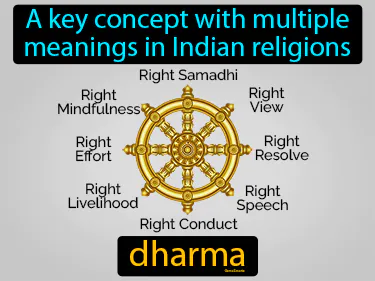 A key concept with multiple
meanings in Indian religions
Right Samadhi
Right
View
Right
Resolve
Right
Speech
Right Conduct
Right
Livelihood
Right
Effort
Right
Mindfulness
dharma